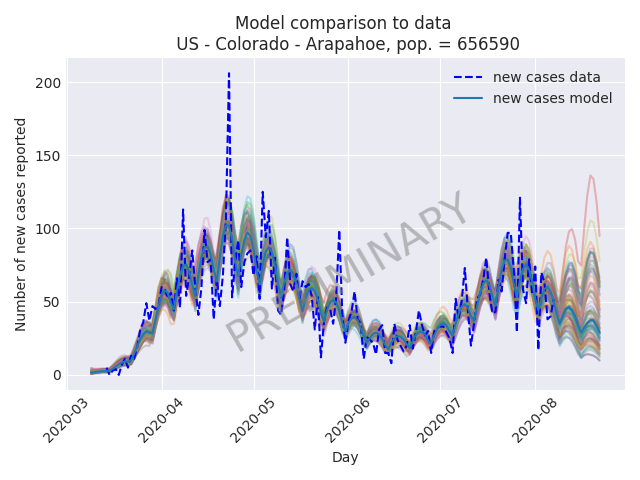 Model comparison to data
US - Colorado - Arapahoe, pop. = 656590
new cases data
new cases model
PRELIMINARY
Number of new cases reported
200
150
100
50
0
2020-03
2020-04
2020-05
2020-06
2020-07
2020-08
Day